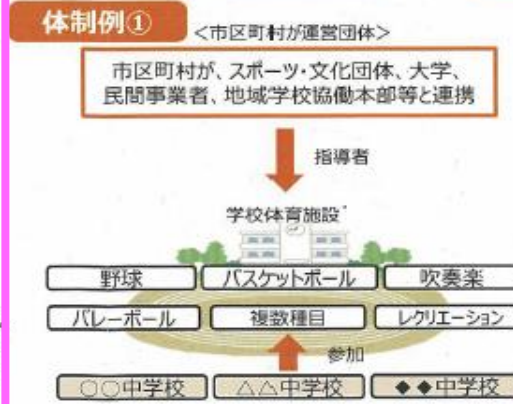 体制例①
<市区町村が運営団体>
市区町村が、スポーツ・文化団体、大学、
民間事業者、地域学校協働本部等と連携
指導者
学校体育施設
野球 バスケットボール 吹奏楽
バレーボール 複数種目 レクリエーション
参加
○○中学校 △△中学校 ◆◆中学校